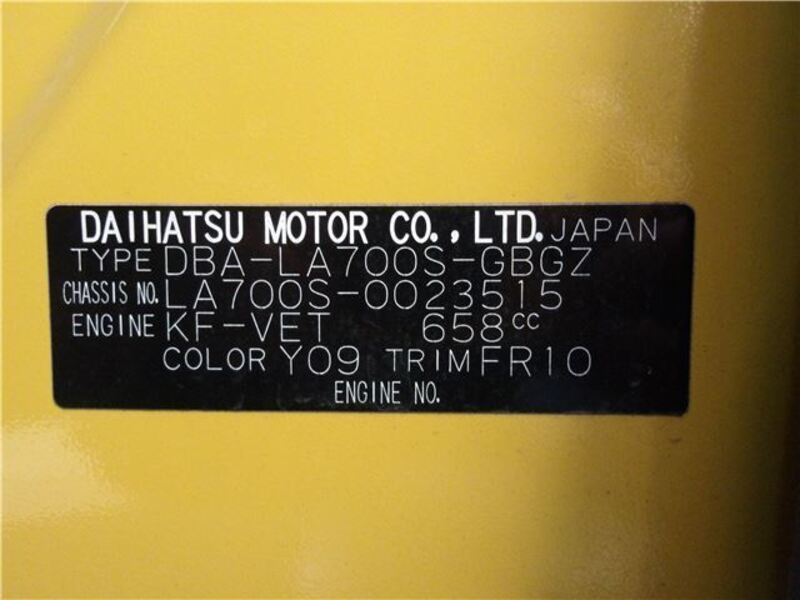 DAIHATSU MOTOR CO., LTD. JAPAN
TYPE DBA-LA700S-GBGZ
CHASSIS NO. LA700S-0023515
ENGINE KF-VET 658cc
COLOR Y09 TRIM FR10
ENGINE NO.